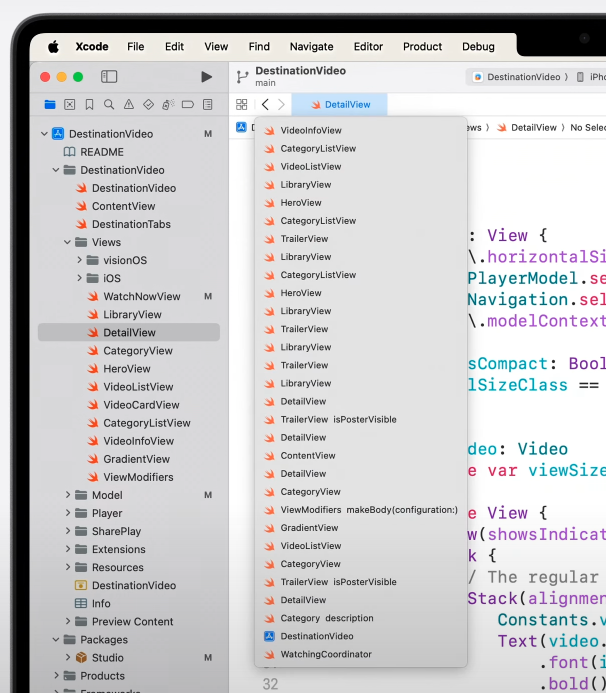 Xcode File Edit View Find Navigate Editor Product Debug
DestinationVideo
main
DestinationVideo
DetailView
DestinationVideo M
README
DestinationVideo
DestinationVideo
ContentView
DestinationTabs
Views
visionOS
iOS
WatchNowView M
LibraryView
DetailView
CategoryView
HeroView
VideoListView
VideoCardView
CategoryListView
VideoInfoView
GradientView
ViewModifiers
Model M
Player
SharePlay
Extensions
Resources
DestinationVideo
Info
Preview Content
Packages
Studio M
Products
VideoInfoView
CategoryListView
VideoListView
LibraryView
HeroView
CategoryListView
TrailerView
LibraryView
CategoryListView
HeroView
LibraryView
TrailerView
LibraryView
TrailerView
LibraryView
DetailView
TrailerView isPosterVisible
DetailView
ContentView
DetailView
CategoryView
ViewModifiers makeBody(configuration:)
GradientView
VideoListView
CategoryView
TrailerView isPosterVisible
DetailView
Category description
DestinationVideo
WatchingCoordinator
DetailView No Selec
: View {
\.horizontalSi
PlayerModel.se
Navigation.sel
\.modelContext
sCompact: Bool
lSizeClass ==
deo: Video
e var viewSize
e View {
w(showsIndicat
k {
/ The regular
Stack(alignmen
Constants.v
Text(video.
.font(i
32 .bold()